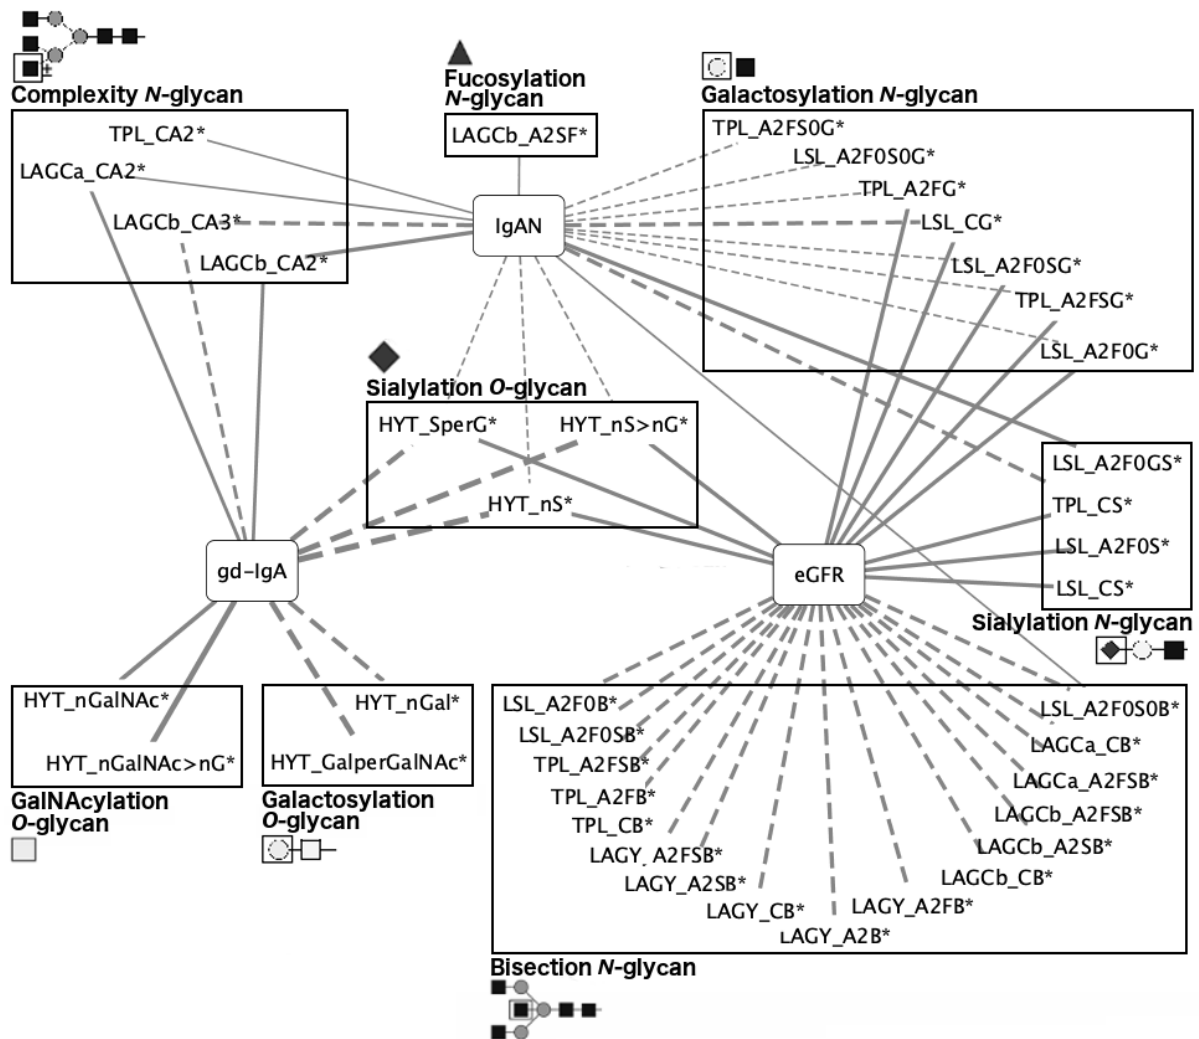 Complexity N-glycan
TPL_CA2*
LAGCa_CA2*
LAGCb_CA3*
LAGCb_CA2*
Fucosylation
N-glycan
LAGCb_A2SF*
IgAN
Galactosylation N-glycan
TPL_A2FS0G*
LSL_A2F0S0G*
TPL_A2FG*
LSL_CG*
LSL_A2F0SG*
TPL_A2FSG*
LSL_A2F0G*
Sialylation O-glycan
HYT_SperG*
HYT_nS>nG*
HYT_nS*
LSL_A2F0GS*
TPL_CS*
LSL_A2F0S*
LSL_CS*
Sialylation N-glycan
gd-IgA
eGFR
HYT_nGalNAc*
HYT_nGalNAc>nG*
GalNAcylation
O-glycan
HYT_nGal*
HYT_GalperGalNAc*
Galactosylation
O-glycan
LSL_A2F0B*
LSL_A2F0SB*
TPL_A2FSB*
TPL_A2FB*
TPL_CB*
LAGY_A2FSB*
LAGY_A2SB*
LAGY_CB*
LAGY_A2B*
LAGY_A2FB*
LAGCb_CB*
LAGCb_A2SB*
LAGCb_A2FSB*
LAGCa_A2FSB*
LAGCa_CB*
LSL_A2F0S0B*
Bisection N-glycan